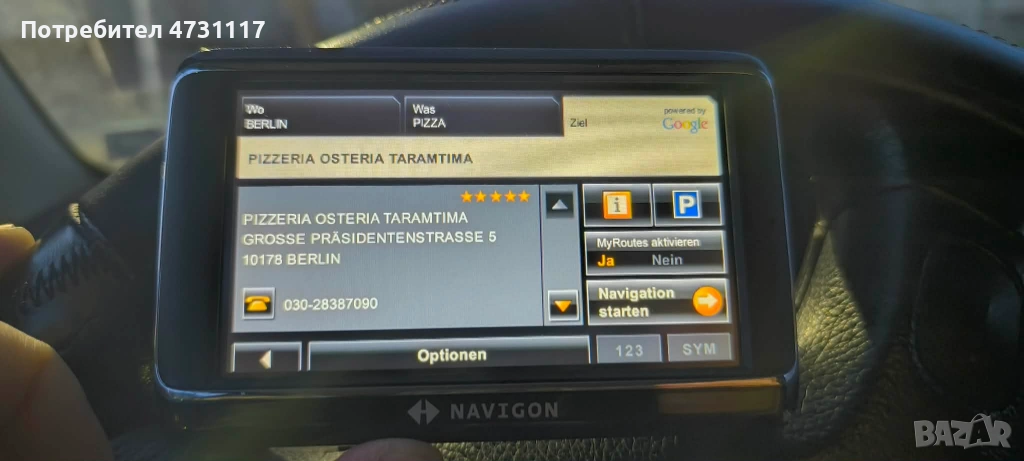 Потребител 4731117
Wo
BERLIN
Was
PIZZA
Ziel
powered by
Google
PIZZERIA OSTERIA TARAMTIMA
PIZZERIA OSTERIA TARAMTIMA
GROSSE PRÄSIDENTENSTRASSE 5
10178 BERLIN
030-28387090
i
P
MyRoutes aktivieren
Ja Nein
Navigation
starten
Optionen
123
SYM
NAVIGON
BAZAR